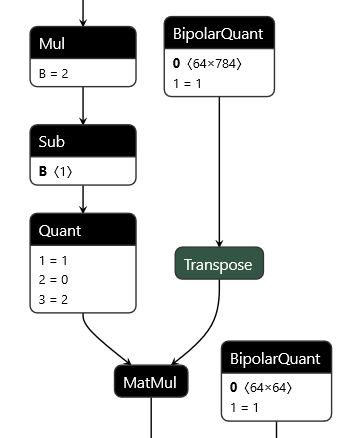 Mul
B = 2
BipolarQuant
0 〈64×784〉
1 = 1
Sub
B 〈1〉
Quant
1 = 1
2 = 0
3 = 2
Transpose
MatMul
BipolarQuant
0 〈64×64〉
1 = 1